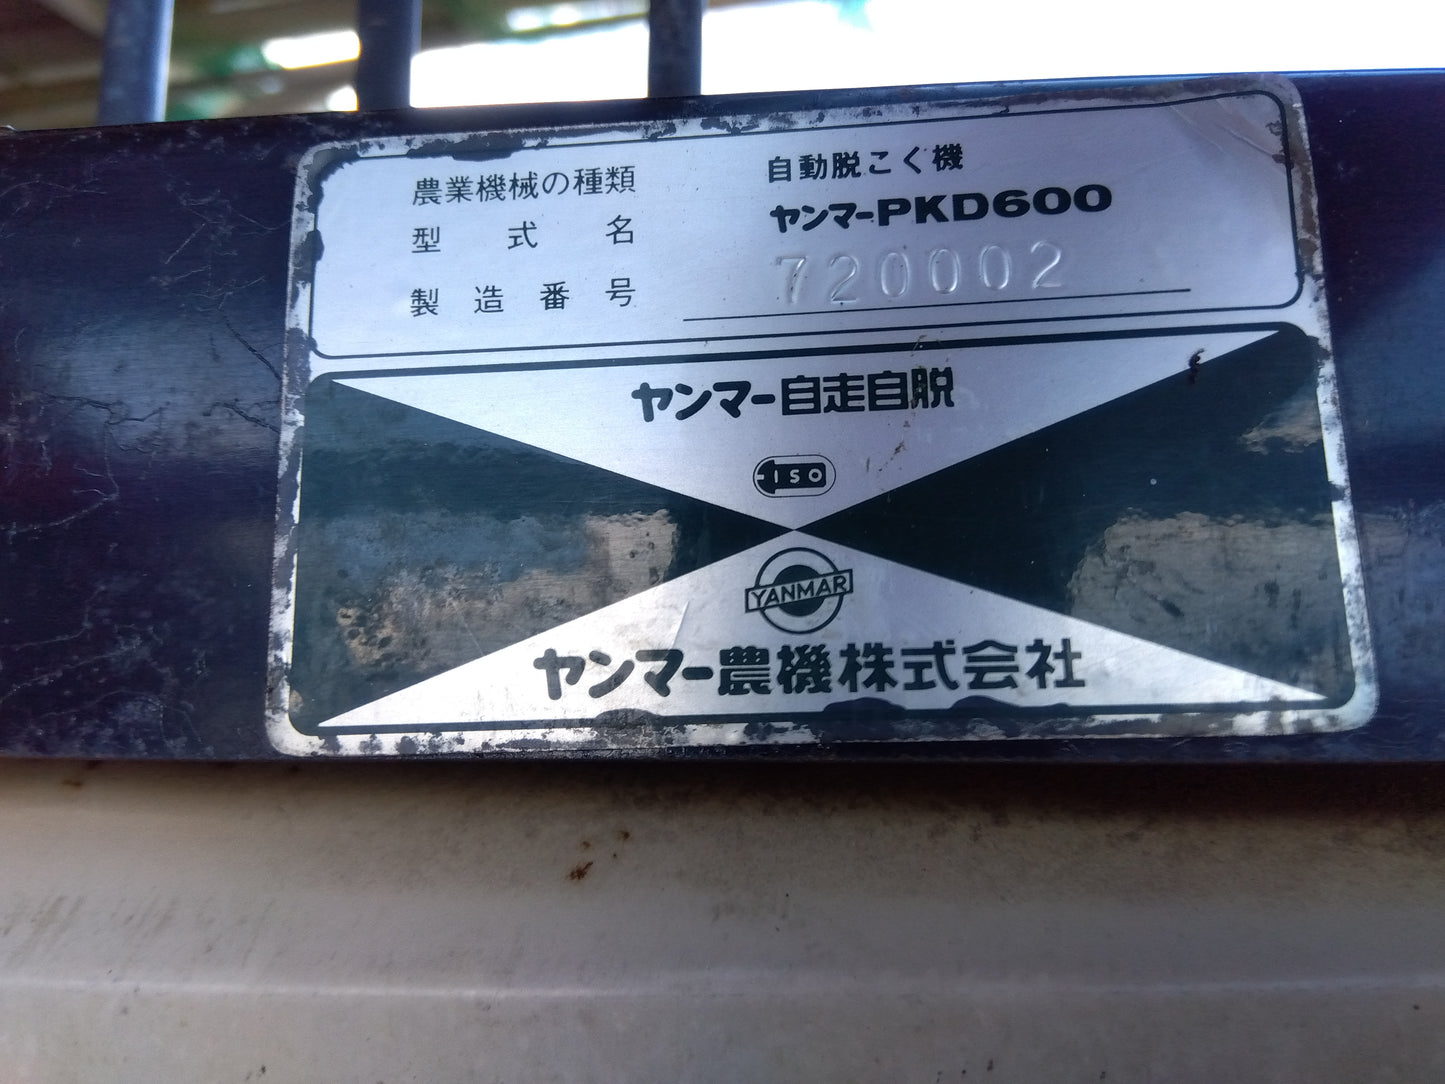 農業機械の種類 自動脱こく機
型式名 ヤンマーPKD600
製造番号 720002
ヤンマー自走自脱
ISO
YANMAR
ヤンマー農機株式会社